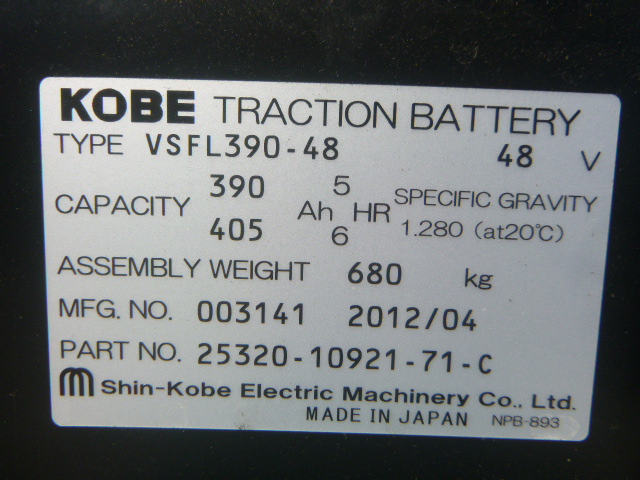 KOBE TRACTION BATTERY
TYPE VSFL390-48 48 V
CAPACITY 390 Ah 5 HR SPECIFIC GRAVITY
405 6 1.280 (at20℃)
ASSEMBLY WEIGHT 680 kg
MFG. NO. 003141 2012/04
PART NO. 25320-10921-71-C
Shin-Kobe Electric Machinery Co., Ltd.
MADE IN JAPAN NPB-893